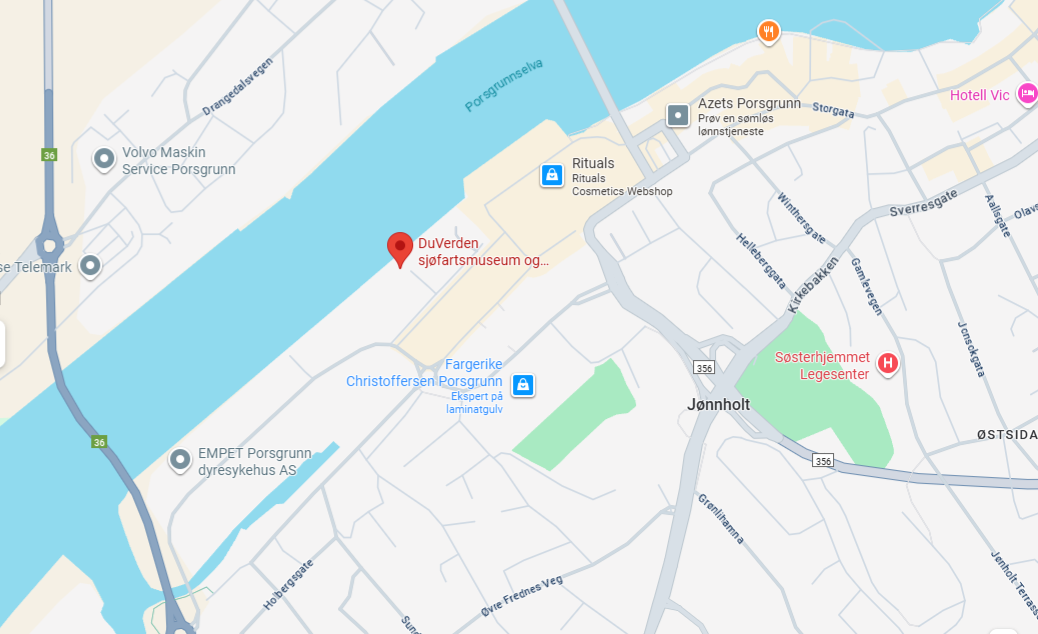 Porsgrunnselva
Drangedalsvegen
Hotell Vic
Azets Porsgrunn
Prøv en sømløs
lønnstjeneste
Storgata
36
Volvo Maskin
Service Porsgrunn
Rituals
Rituals
Cosmetics Webshop
Sverresgate
Aallsgate
Winthersgate
Helleberggata
Kirkebakken
Gamlevegen
DuVerden
sjøfartsmuseum og...
se Telemark
Jonsokgata
Søsterhjemmet
Legesenter
Fargerike
Christoffersen Porsgrunn
Ekspert på
laminatgulv
356
Jønnholt
ØSTSIDA
36
EMPET Porsgrunn
dyresykehus AS
356
Grønlihamna
Holbergsgate
Øvre Frednes Veg
Jønholt Terrass